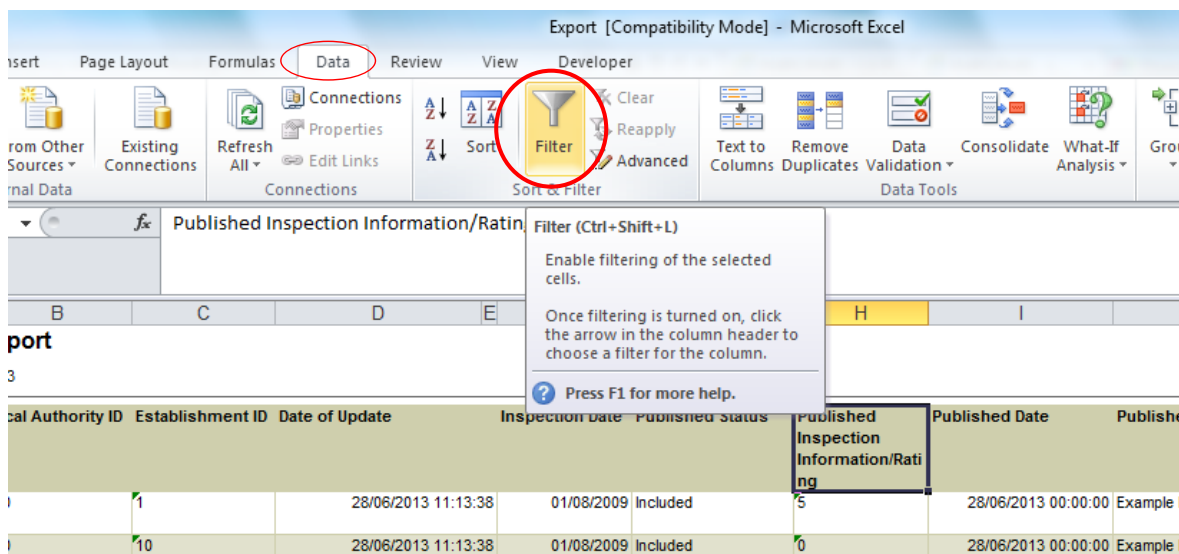 Export [Compatibility Mode] - Microsoft Excel
nsert Page Layout Formulas Data Review View Developer
rom Other Sources
Existing Connections
Refresh All
Connections
Properties
Edit Links
Sort
Filter
Clear
Reapply
Advanced
Text to Columns
Remove Duplicates
Data Validation
Consolidate
What-If Analysis
Grou
rnal Data Connections Sort & Filter Data Tools
fx Published Inspection Information/Ratin
Filter (Ctrl+Shift+L)
Enable filtering of the selected
cells.
Once filtering is turned on, click
the arrow in the column header to
choose a filter for the column.
Press F1 for more help.
B C D E H I
port
3
cal Authority ID Establishment ID Date of Update Inspection Date Published Status Published Inspection Information/Rati ng Published Date Publishe
1 28/06/2013 11:13:38 01/08/2009 Included 5 28/06/2013 00:00:00 Example
10 28/06/2013 11:13:38 01/08/2009 Included 0 28/06/2013 00:00:00 Example